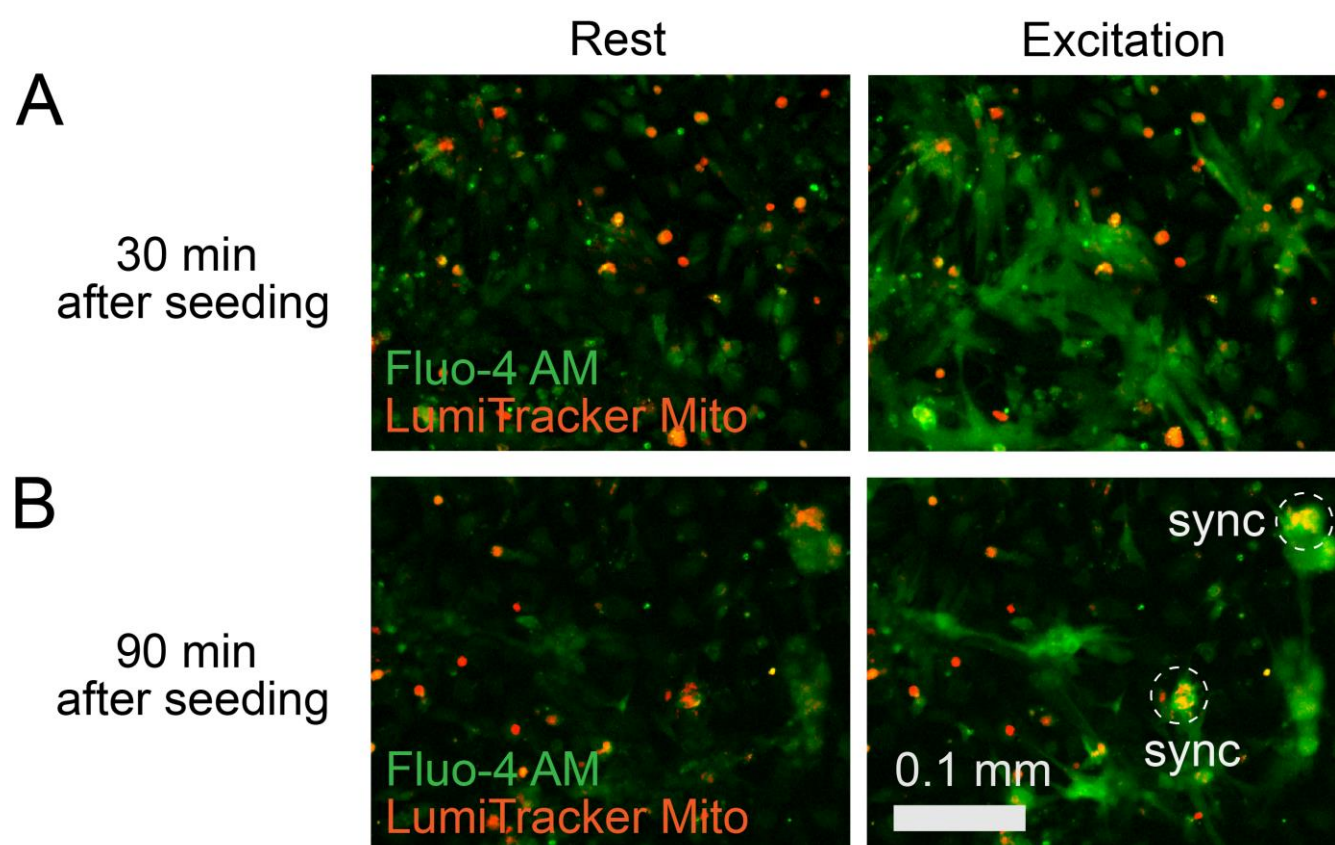 Rest
Excitation
A
30 min
after seeding
Fluo-4 AM
LumiTracker Mito
B
90 min
after seeding
Fluo-4 AM
LumiTracker Mito
sync
sync
0.1 mm